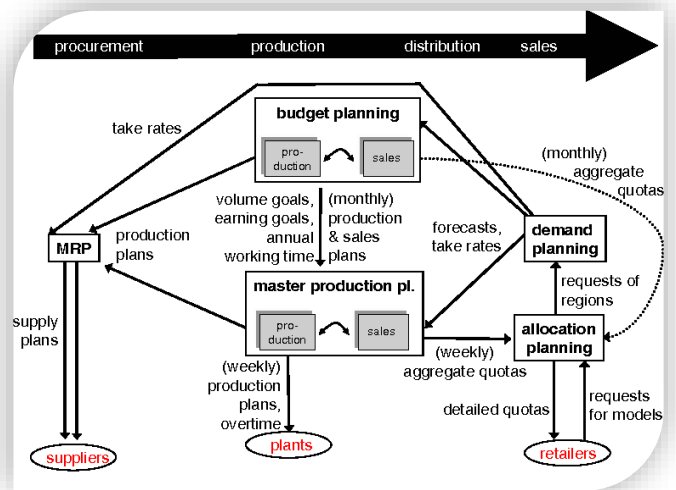 procurement production distribution sales
budget planning
take rates
pro-
duction
sales
(monthly)
aggregate
quotas
volume goals,
earning goals,
annual
working time
(monthly)
production
& sales
plans
forecasts,
take rates
demand
planning
MRP
production
plans
master production pl.
requests of
regions
pro-
duction
sales
supply
plans
allocation
planning
(weekly)
aggregate quotas
(weekly)
production
plans,
overtime
detailed quotas
requests
for models
suppliers
plants
retailers